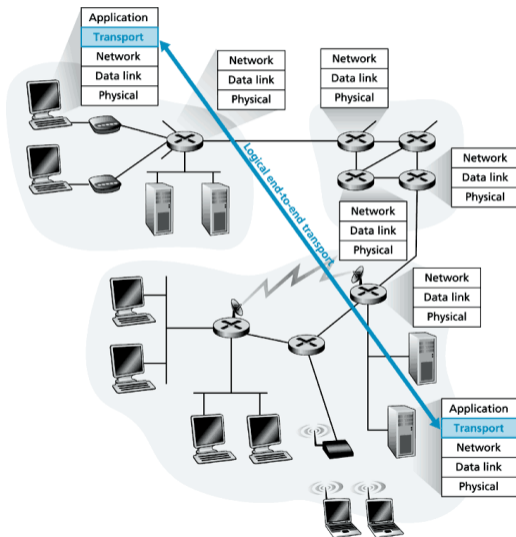 Application
Transport
Network
Data link
Physical
Network
Data link
Physical
Network
Data link
Physical
Network
Data link
Physical
Logical end-to-end transport
Network
Data link
Physical
Network
Data link
Physical
Application
Transport
Network
Data link
Physical